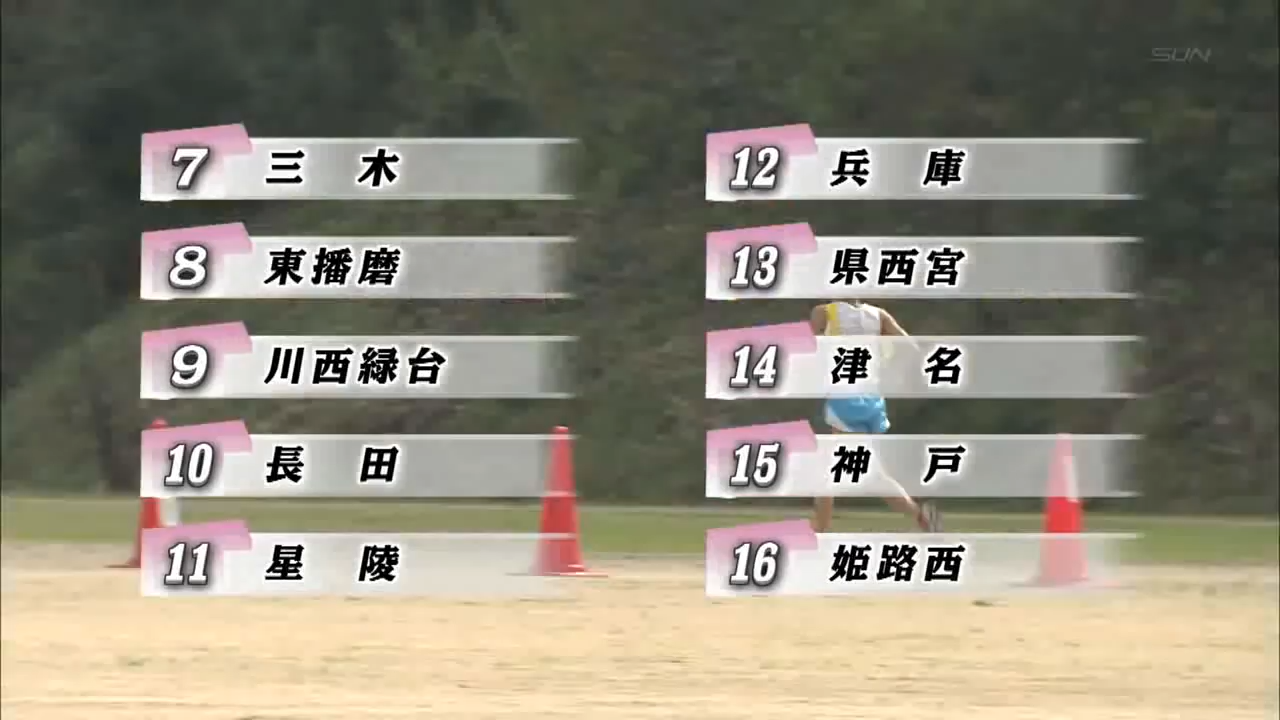 SUN
7 三 木
8 東播磨
9 川西緑台
10 長 田
11 星 陵
12 兵 庫
13 県西宮
14 津 名
15 神 戸
16 姫路西